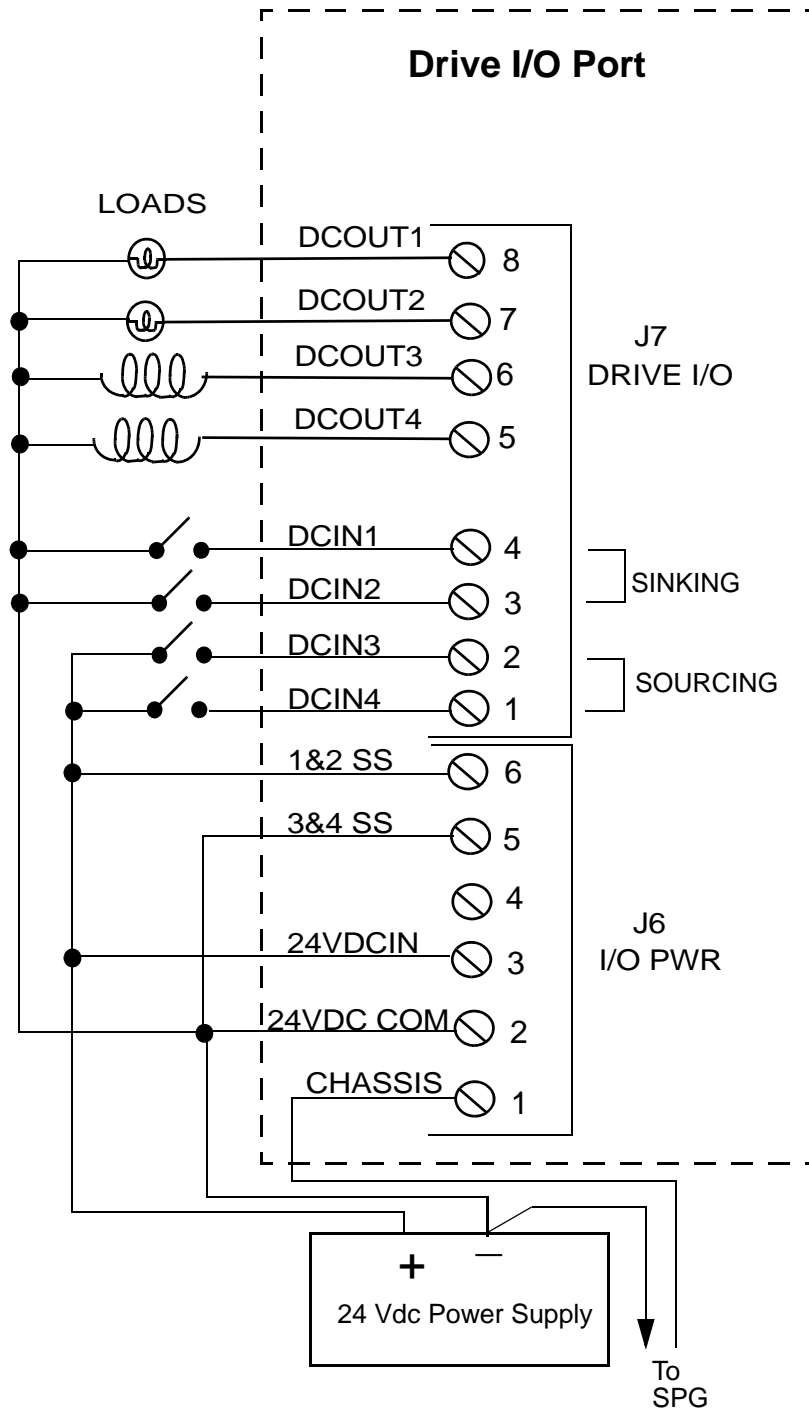 Drive I/O Port
LOADS
DCOUT1
8
DCOUT2
7
DCOUT3
6
DCOUT4
5
J7
DRIVE I/O
DCIN1
4
DCIN2
3
SINKING
DCIN3
2
DCIN4
1
SOURCING
1&2 SS
6
3&4 SS
5
4
24VDCIN
3
J6
I/O PWR
24VDC COM
2
CHASSIS
1
+ –
24 Vdc Power Supply
To
SPG